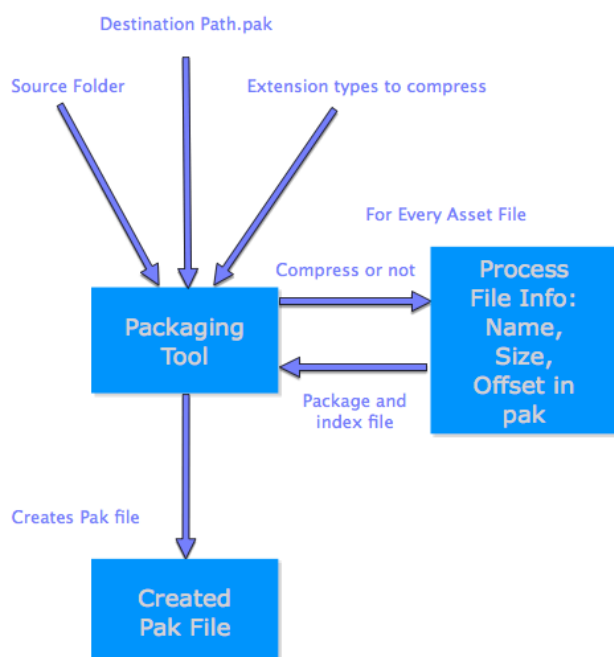 Destination Path.pak
Source Folder
Extension types to compress
For Every Asset File
Compress or not
Process
File Info:
Name,
Size,
Offset in
pak
Packaging
Tool
Package and
index file
Creates Pak file
Created
Pak File